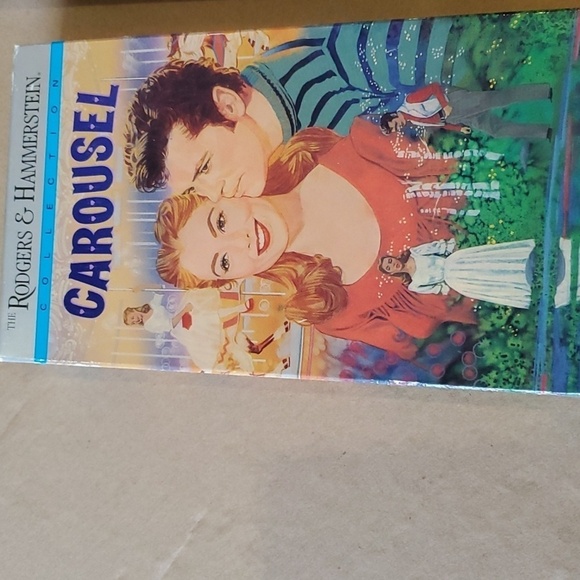 THE RODGERS & HAMMERSTEIN
COLLECTION
CAROUSEL